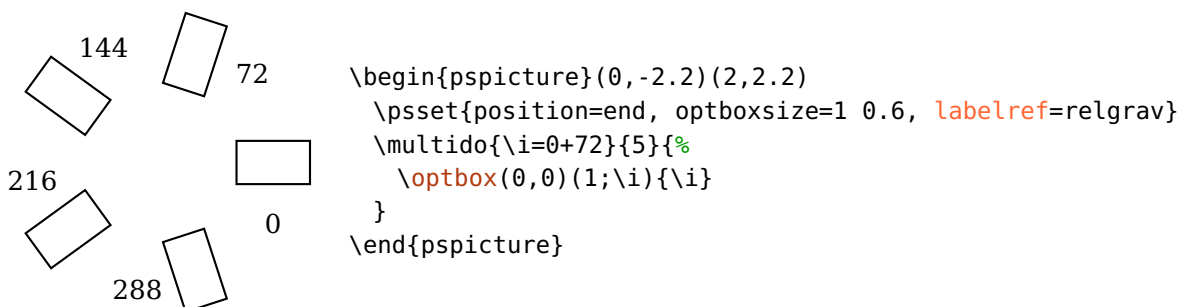 144
72
216
0
288
\begin{pspicture}(0,-2.2)(2,2.2)
\psset{position=end, optboxsize=1 0.6, labelref=relgrav}
\multido{\i=0+72}{5}{%
\optbox(0,0)(1;\i){\i}
}
\end{pspicture}